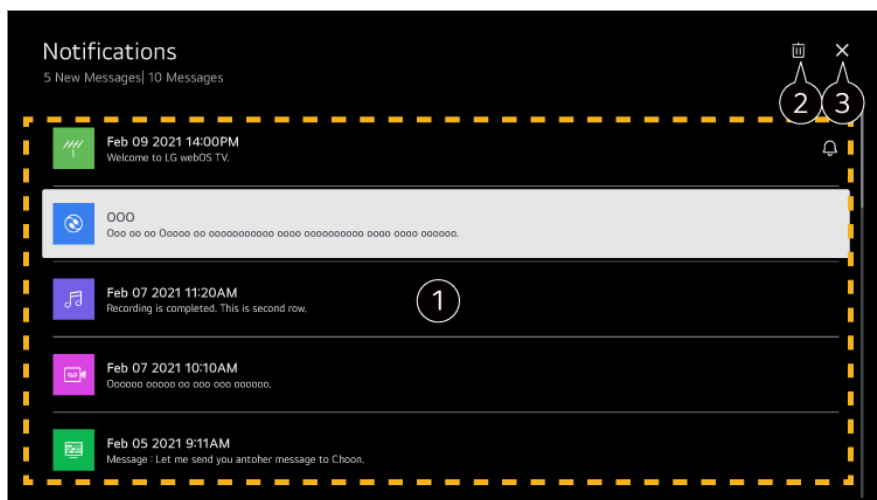 Notifications
5 New Messages| 10 Messages
2
3
Feb 09 2021 14:00PM
Welcome to LG webOS TV.
OOO
Ooo oo oo Ooooo oo ooooooooooo oooo oooooooooo oooo oooo oooooo.
Feb 07 2021 11:20AM
Recording is completed. This is second row.
1
Feb 07 2021 10:10AM
Oooooo ooooo oo ooo ooo oooooo.
Feb 05 2021 9:11AM
Message : Let me send you antoher message to Choon.